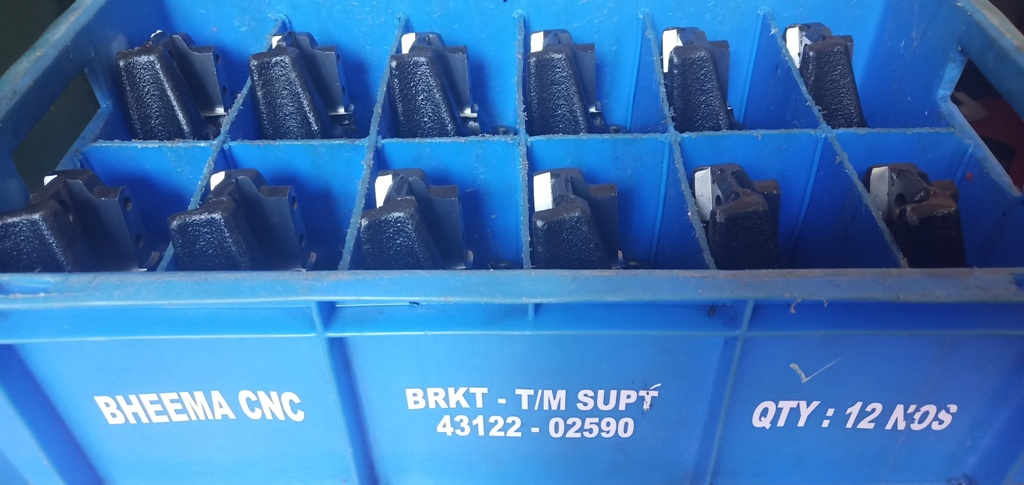 BHEEMA CNC
BRKT - T/M SUPT
43122 - 02590
QTY : 12 NOS